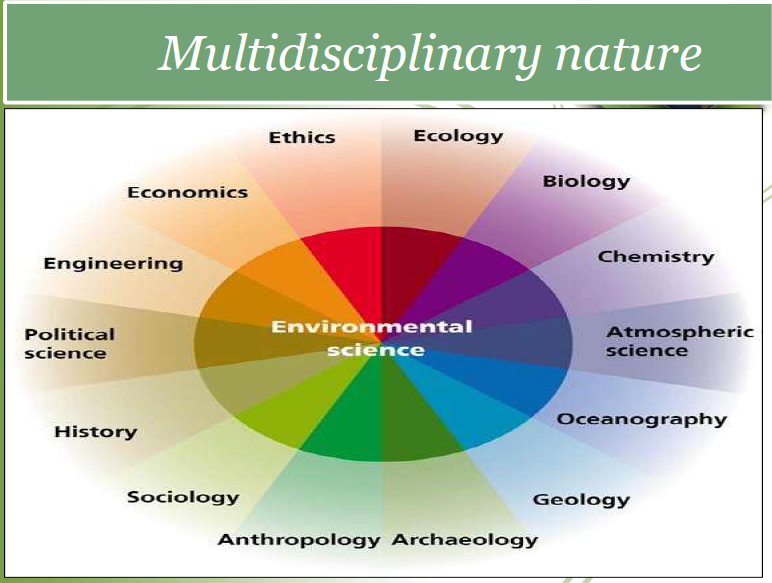 Multidisciplinary nature
Ethics
Ecology
Biology
Chemistry
Atmospheric
science
Oceanography
Geology
Archaeology
Anthropology
Sociology
History
Political
science
Engineering
Economics
Environmental
science